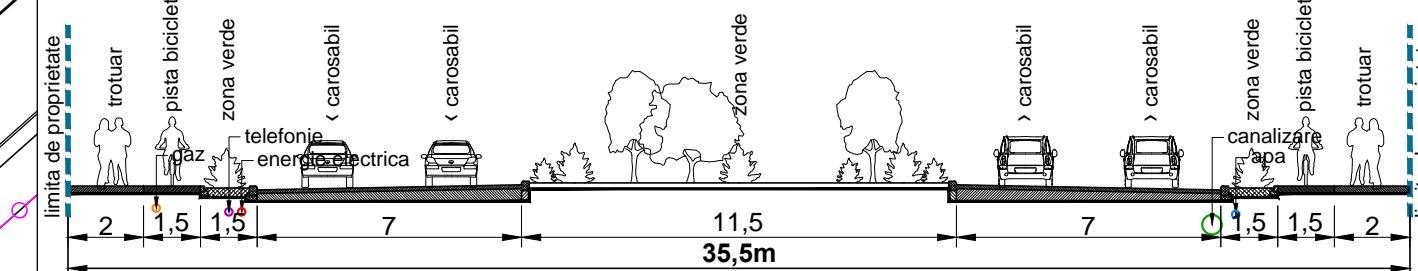 limita de proprietate
trotuar
pista biciclet
zona verde
< carosabil
< carosabil
zona verde
> carosabil
> carosabil
zona verde
pista biciclet
trotuar
telefonie
gaz
energie electrica
canalizare
apa
2
1,5
1,5
7
11,5
7
1,5
1,5
2
35,5m